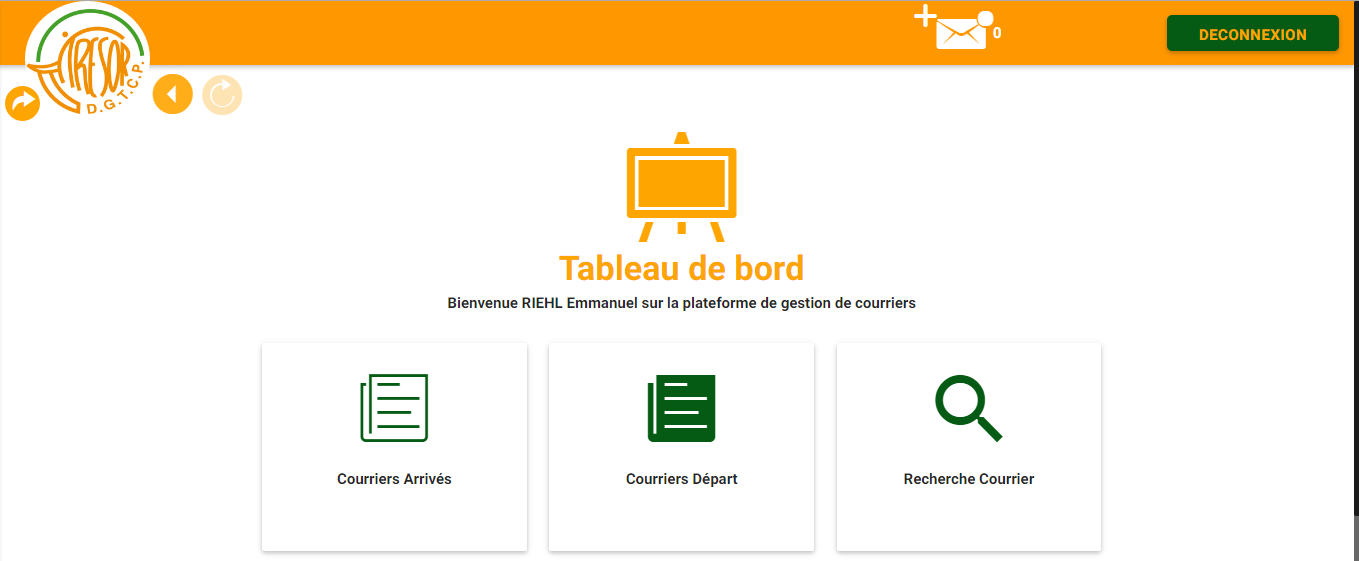 TRESOR
D.G.T.C.P.
0
DECONNEXION
Tableau de bord
Bienvenue RIEHL Emmanuel sur la plateforme de gestion de courriers
Courriers Arrivés
Courriers Départ
Recherche Courrier